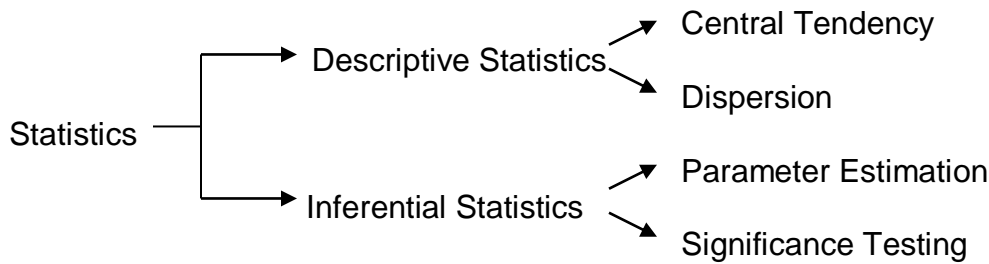 Central Tendency
Descriptive Statistics
Dispersion
Statistics
Parameter Estimation
Inferential Statistics
Significance Testing